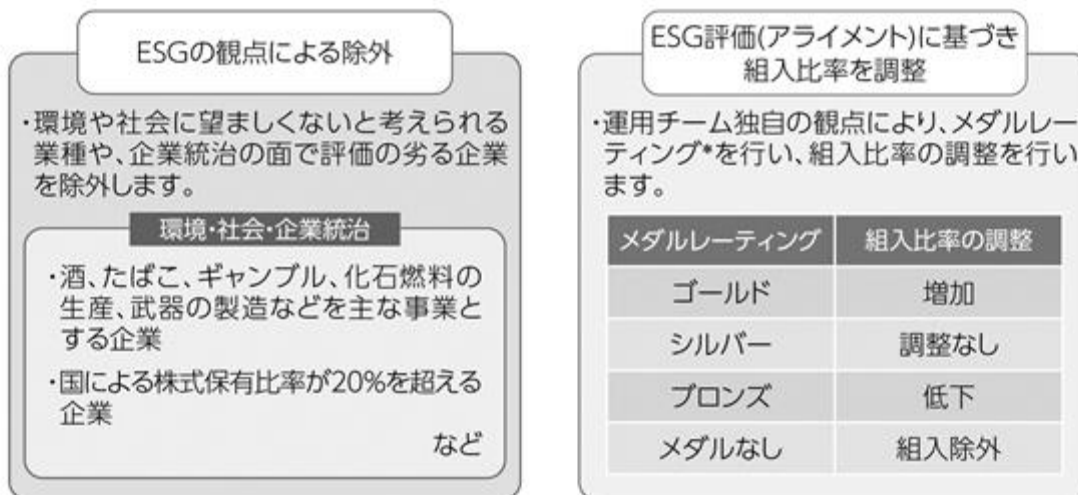 ESGの観点による除外
・環境や社会に望ましくないと考えられる
業種や、企業統治の面で評価の劣る企業
を除外します。
環境・社会・企業統治
・酒、たばこ、ギャンブル、化石燃料の
生産、武器の製造などを主な事業と
する企業
・国による株式保有比率が20%を超える
企業
など
ESG評価(アライメント)に基づき
組入比率を調整
・運用チーム独自の観点により、メダルレー
ティング*を行い、組入比率の調整を行い
ます。
メダルレーティング 組入比率の調整
ゴールド 増加
シルバー 調整なし
ブロンズ 低下
メダルなし 組入除外